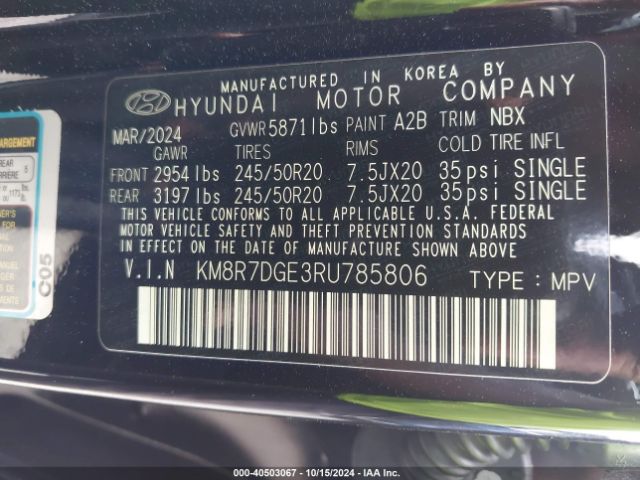 MANUFACTURED IN KOREA BY
HYUNDAI MOTOR COMPANY
MAR/2024 GVWR 5871lbs PAINT A2B TRIM NBX
GAWR TIRES RIMS COLD TIRE INFL
FRONT 2954 lbs 245/50R20 7.5JX20 35psi SINGLE
REAR 3197 lbs 245/50R20 7.5JX20 35psi SINGLE
THIS VEHICLE CONFORMS TO ALL APPLICABLE U.S.A. FEDERAL
MOTOR VEHICLE SAFETY AND THEFT PREVENTION STANDARDS
IN EFFECT ON THE DATE OF MANUFACTURE SHOWN ABOVE.
V.I.N KM8R7DGE3RU785806 TYPE : MPV
C05
000-40503067 - 10/15/2024 - IAA Inc.